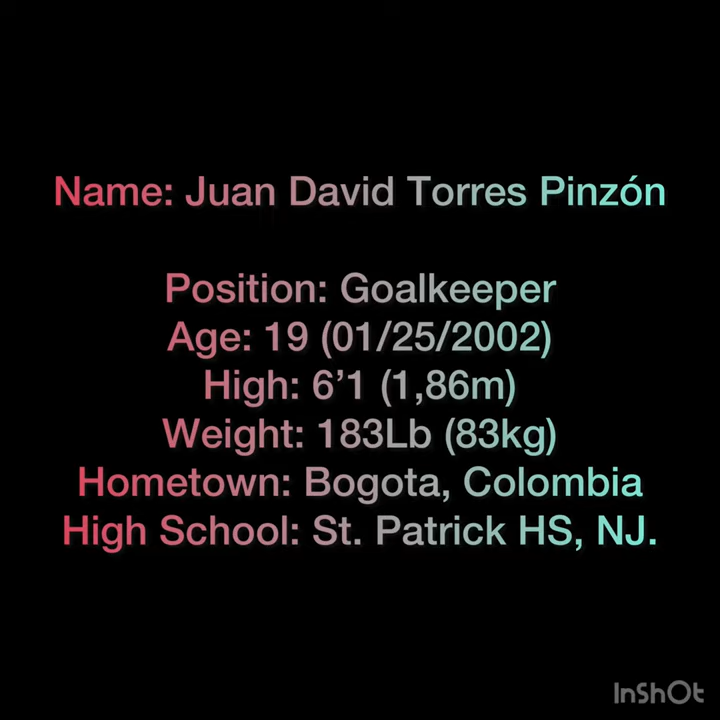 Name: Juan David Torres Pinzón
Position: Goalkeeper
Age: 19 (01/25/2002)
High: 6’1 (1,86m)
Weight: 183Lb (83kg)
Hometown: Bogota, Colombia
High School: St. Patrick HS, NJ.
InShOt